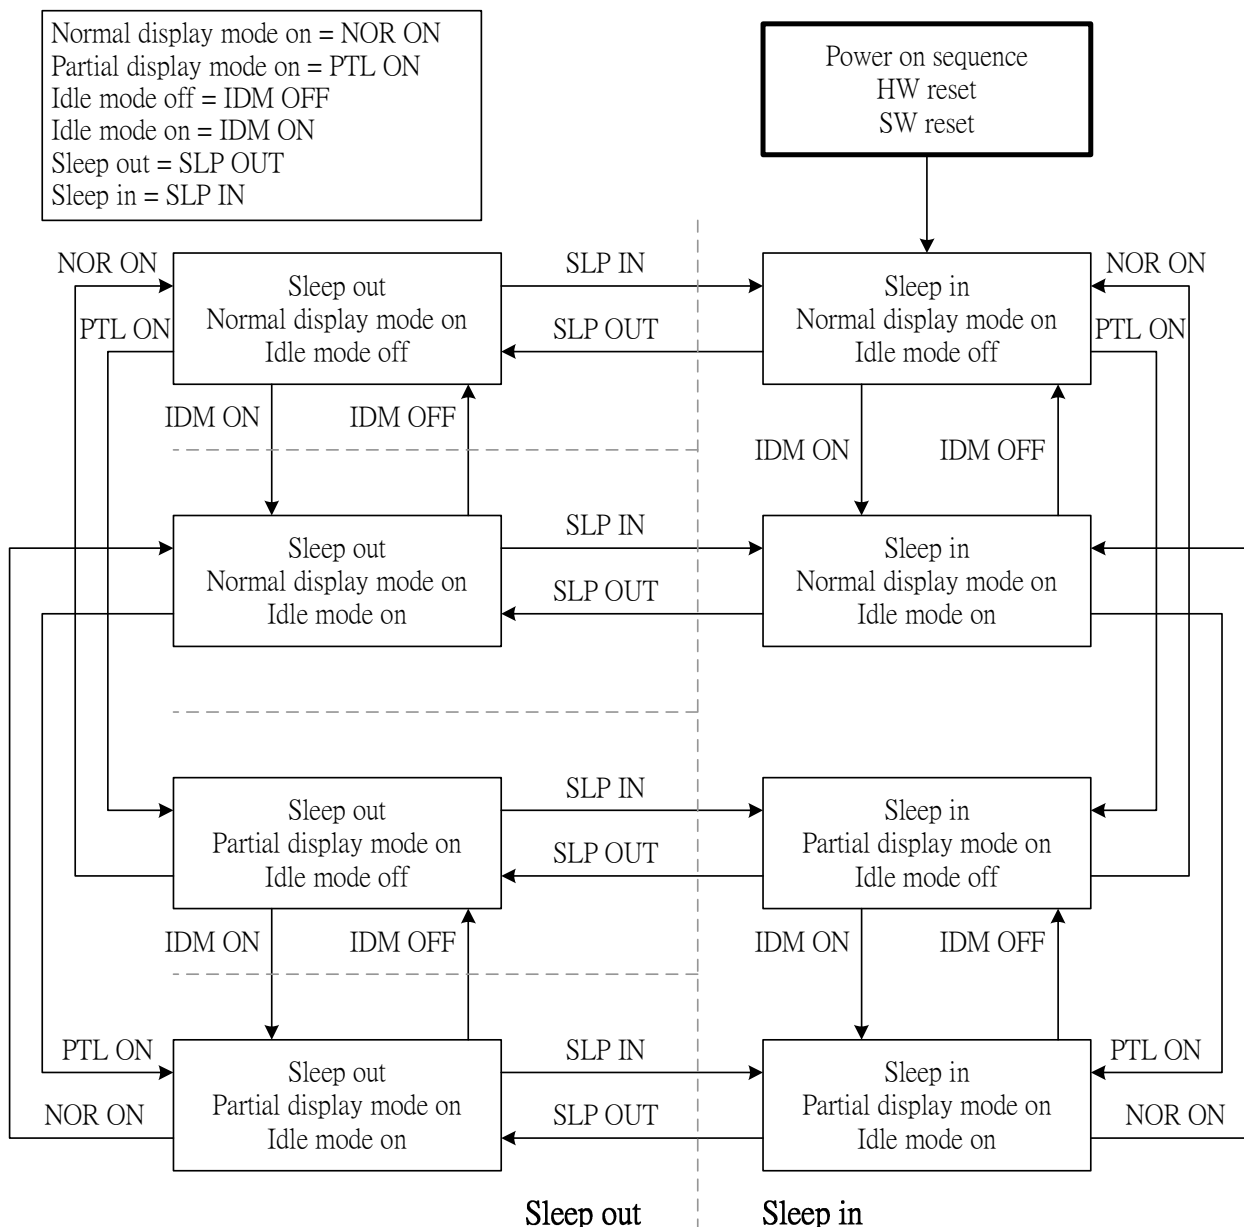 Normal display mode on = NOR ON
Partial display mode on = PTL ON
Idle mode off = IDM OFF
Idle mode on = IDM ON
Sleep out = SLP OUT
Sleep in = SLP IN
Power on sequence
HW reset
SW reset
NOR ON
PTL ON
Sleep out
Normal display mode on
Idle mode off
SLP IN
SLP OUT
Sleep in
Normal display mode on
Idle mode off
NOR ON
PTL ON
IDM ON
IDM OFF
IDM ON
IDM OFF
Sleep out
Normal display mode on
Idle mode on
SLP IN
SLP OUT
Sleep in
Normal display mode on
Idle mode on
Sleep out
Partial display mode on
Idle mode off
SLP IN
SLP OUT
Sleep in
Partial display mode on
Idle mode off
IDM ON
IDM OFF
IDM ON
IDM OFF
PTL ON
NOR ON
Sleep out
Partial display mode on
Idle mode on
SLP IN
SLP OUT
Sleep in
Partial display mode on
Idle mode on
PTL ON
NOR ON
Sleep out
Sleep in